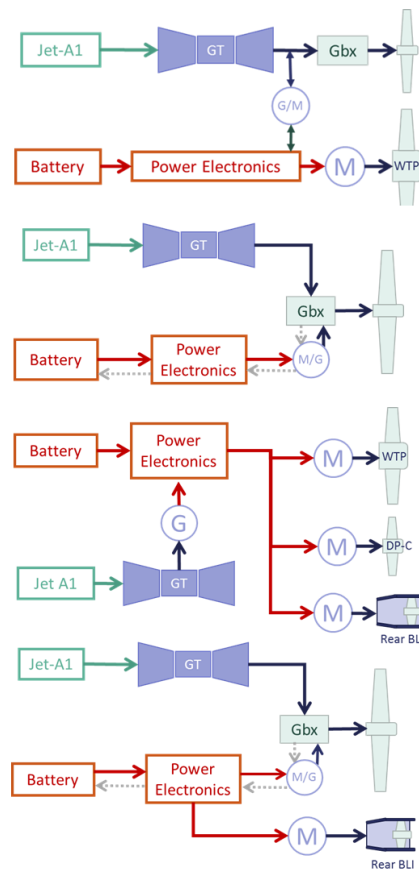 Jet-A1
GT
Gbx
G/M
Battery
Power Electronics
M
WTP
Jet-A1
GT
Gbx
Battery
Power
Electronics
M/G
Battery
Power
Electronics
M
WTP
G
M
DP-C
Jet A1
GT
M
Rear BL
Jet-A1
GT
Gbx
Battery
Power
Electronics
M/G
M
Rear BLI